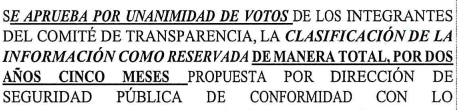 SE APRUEBA POR UNANIMIDAD DE VOTOS DE LOS INTEGRANTES
DEL COMITÉ DE TRANSPARENCIA, LA CLASIFICACIÓN DE LA
INFORMACIÓN COMO RESERVADA DE MANERA TOTAL, POR DOS
AÑOS CINCO MESES PROPUESTA POR DIRECCIÓN DE
SEGURIDAD PÚBLICA DE CONFORMIDAD CON LO